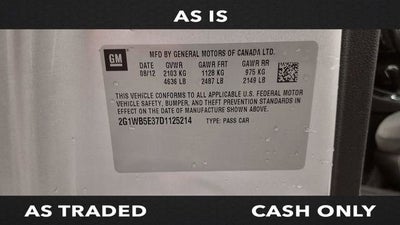 AS IS
GM
MFD BY GENERAL MOTORS OF CANADA LTD.
DATE GVWR GAWR FRT GAWR RR
08/12 2103 KG 1128 KG 975 KG
4636 LB 2487 LB 2149 LB
THIS VEHICLE CONFORMS TO ALL APPLICABLE U.S. FEDERAL MOTOR
VEHICLE SAFETY, BUMPER, AND THEFT PREVENTION STANDARDS IN
EFFECT ON THE DATE OF MANUFACTURE SHOWN ABOVE.
2G1WB5E37D1125214 TYPE: PASS CAR
AS TRADED CASH ONLY